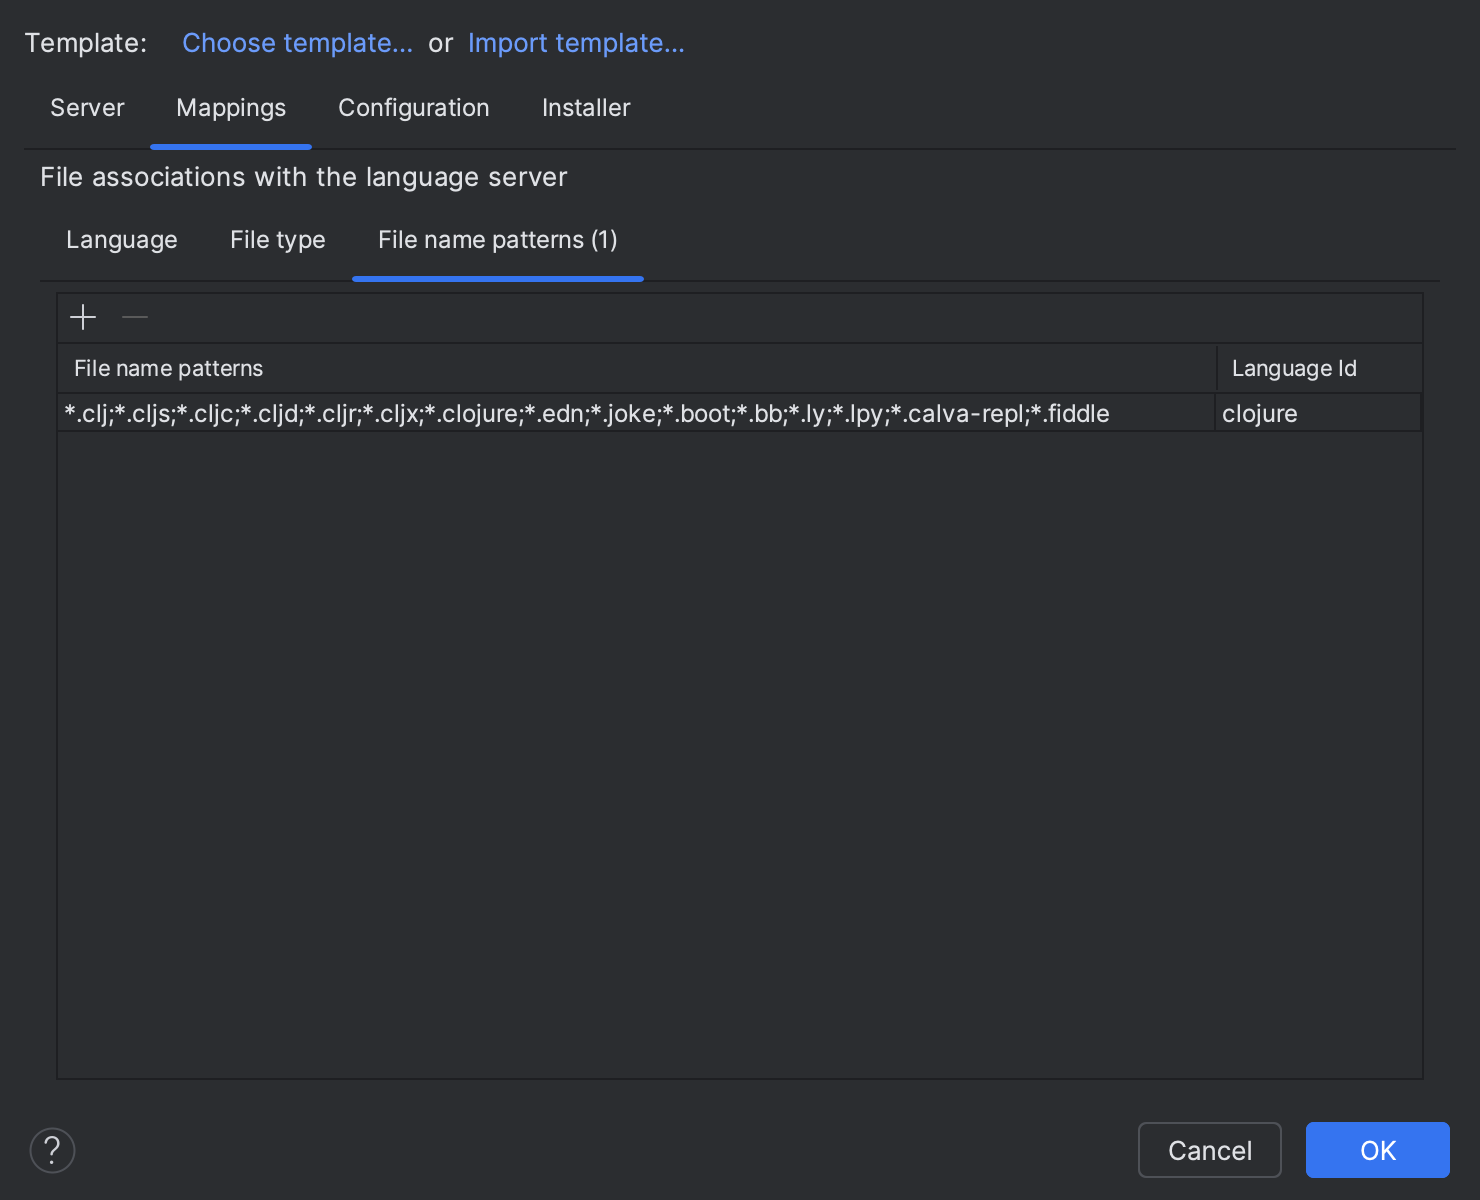 Template: Choose template... or Import template...
Server Mappings Configuration Installer
File associations with the language server
Language File type File name patterns (1)
File name patterns Language Id
*.clj;*.cljs;*.cljc;*.cljd;*.cljr;*.cljx;*.clojure;*.edn;*.joke;*.boot;*.bb;*.ly;*.lpy;*.calva-repl;*.fiddle clojure
? Cancel OK